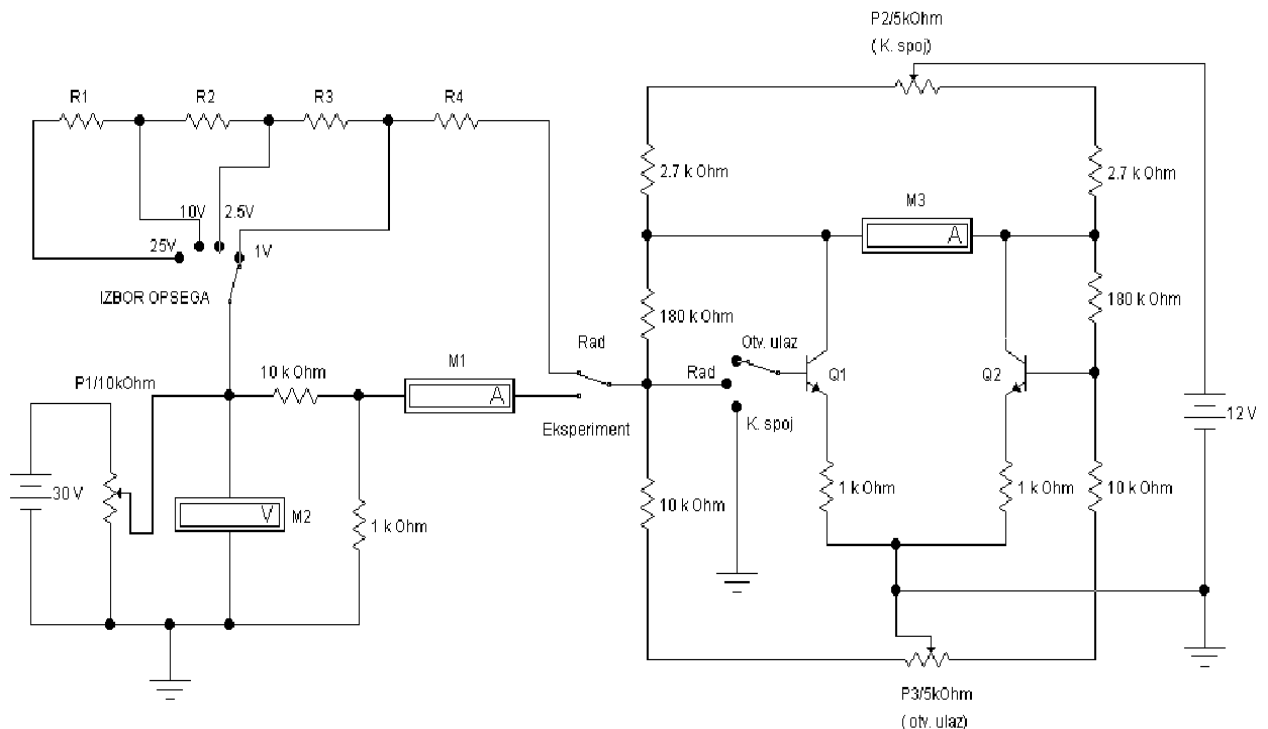 P2/5kOhm
( K. spoj)
R1
R2
R3
R4
2.7 k Ohm
2.7 k Ohm
M3
A
10V
2.5V
25V
1V
IZBOR OPSEGA
180 k Ohm
180 k Ohm
Rad
Otv. ulaz
M1
Rad
Q1
Q2
P1/10kOhm
10 k Ohm
A
12 V
Eksperiment
K. spoj
30 V
V
M2
1 k Ohm
10 k Ohm
1 k Ohm
1 k Ohm
10 k Ohm
P3/5kOhm
( otv. ulaz)